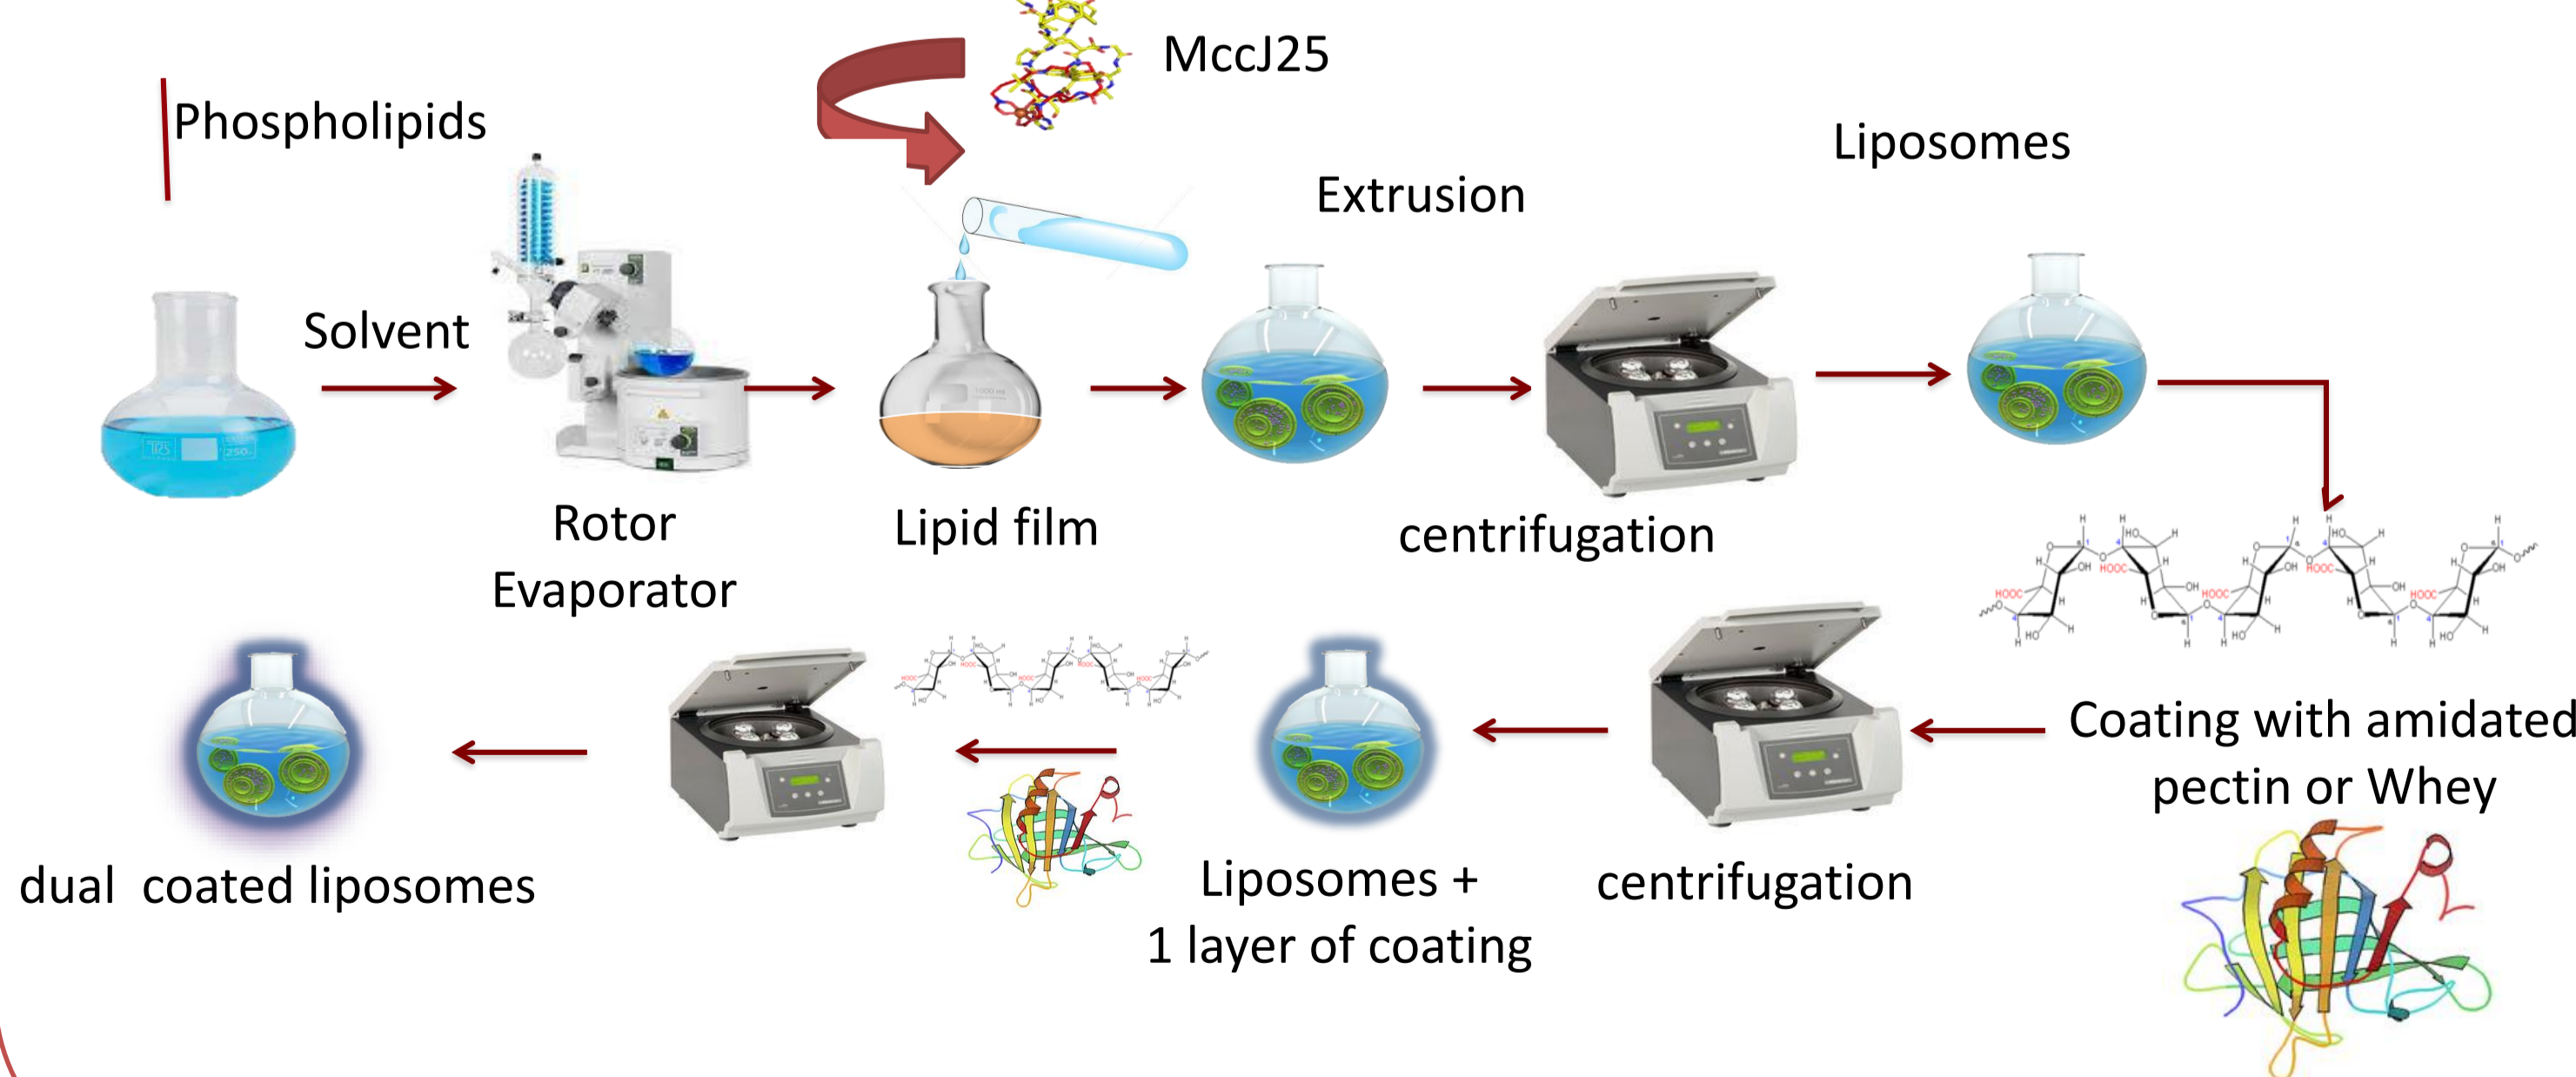 MccJ25
Phospholipids
Liposomes
Extrusion
Solvent
Rotor
Evaporator
Lipid film
centrifugation
Coating with amidated
pectin or Whey
centrifugation
Liposomes +
1 layer of coating
dual coated liposomes